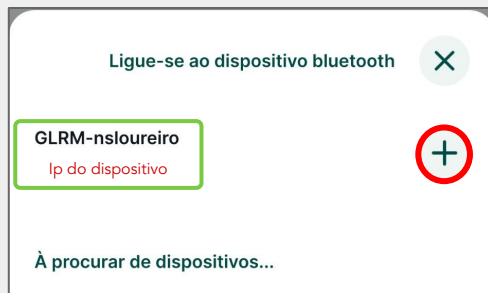 Ligue-se ao dispositivo bluetooth
GLRM-nsloureiro
Ip do dispositivo
À procurar de dispositivos...